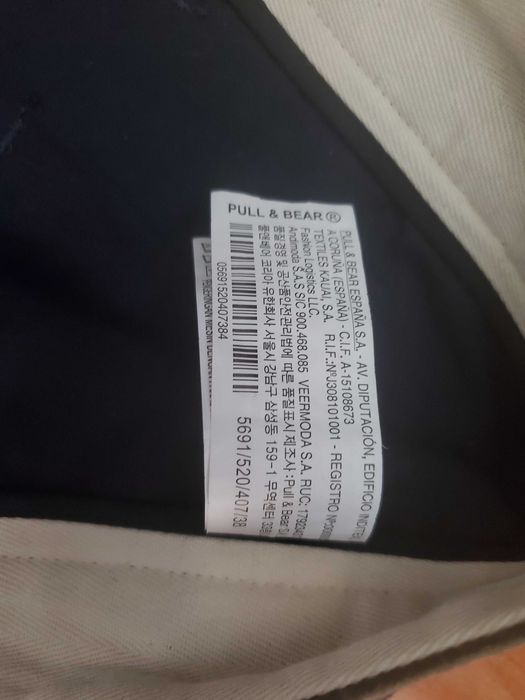 PULL & BEAR®
PULL & BEAR ESPAÑA S.A. - AV. DIPUTACIÓN, EDIFICIO
A CORUÑA (ESPAÑA) - C.I.F. A-15108673
TEXTILES KAUAI, S.A. R.I.F.:Nº J308101001 - REGISTRO
Fashion Logistics LLC.
Andimoda S.A.S SIC 900.468.085 VEERMODA S.A. RUC:
품질경영 및 공산품안전관리법에 따른 품질표시 제조사 :Pull & Bear
풀앤베어 코리아 유한회사 서울시 강남구 삼성동 159-1 무역센터
05691520407384
5691/520/407/38